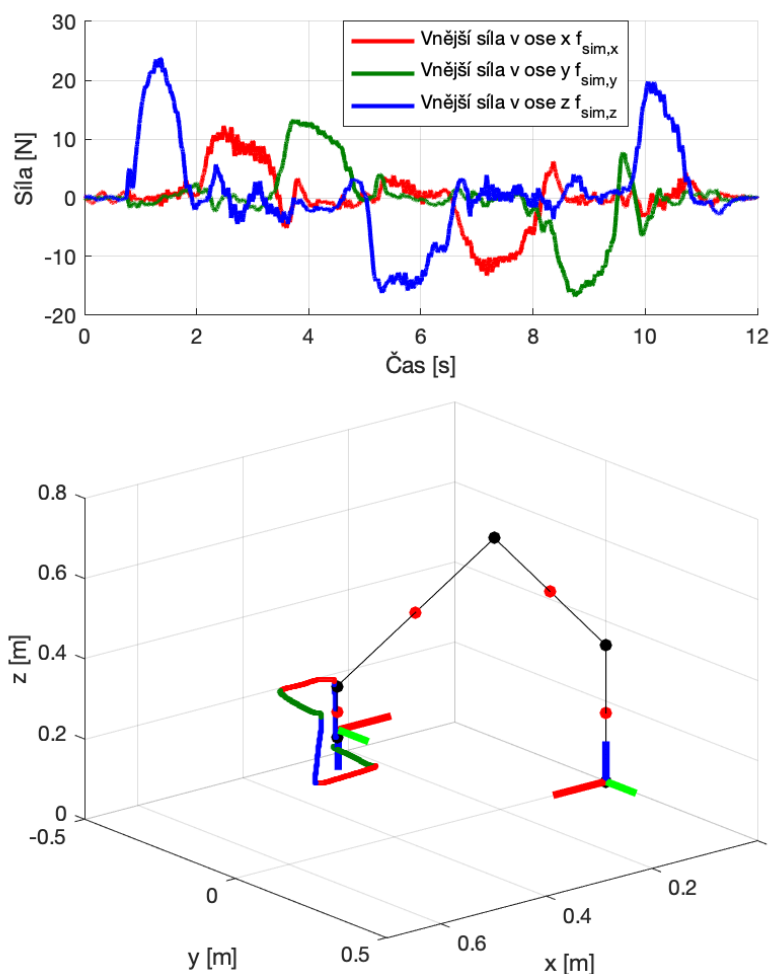 30
20
10
0
-10
-20
Síla [N]
Vnější síla v ose x f_sim,x
Vnější síla v ose y f_sim,y
Vnější síla v ose z f_sim,z
0 2 4 6 8 10 12
Čas [s]
0.8
0.6
0.4
0.2
0
z [m]
-0.5
0
0.5
y [m]
0.6
0.4
0.2
x [m]